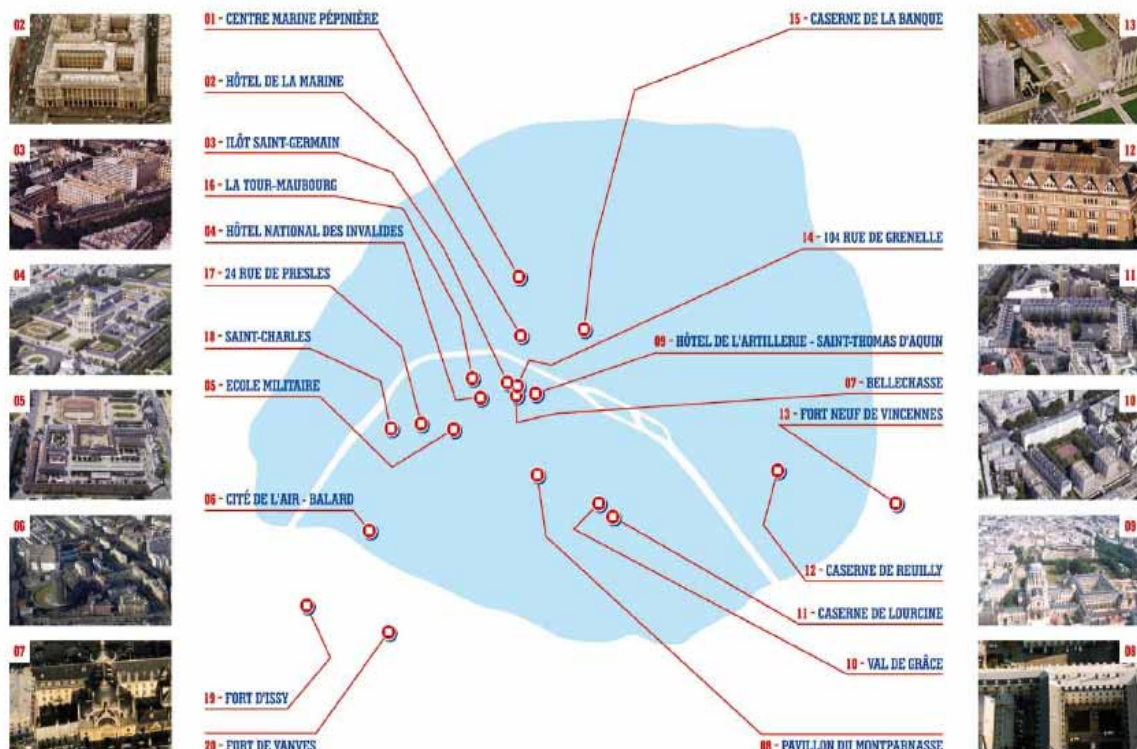 02
03
04
05
06
07
01 - CENTRE MARINE PÉPINIÈRE
02 - HÔTEL DE LA MARINE
03 - ILÔT SAINT-GERMAIN
16 - LA TOUR-MAUBOURG
04 - HÔTEL NATIONAL DES INVALIDES
17 - 24 RUE DE PRESLES
18 - SAINT-CHARLES
05 - ECOLE MILITAIRE
06 - CITÉ DE L'AIR - BALARD
19 - FORT D'ISSY
20 - FORT DE VANVES
15 - CASERNE DE LA BANQUE
14 - 104 RUE DE GRENELLE
09 - HÔTEL DE L'ARTILLERIE - SAINT-THOMAS D'AQUIN
07 - BELLECHASSE
13 - FORT NEUF DE VINCENNES
12 - CASERNE DE REUILLY
11 - CASERNE DE LOURCINE
10 - VAL DE GRÂCE
08 - PAVILLON DU MONTPARNASSE
13
12
11
10
09
08